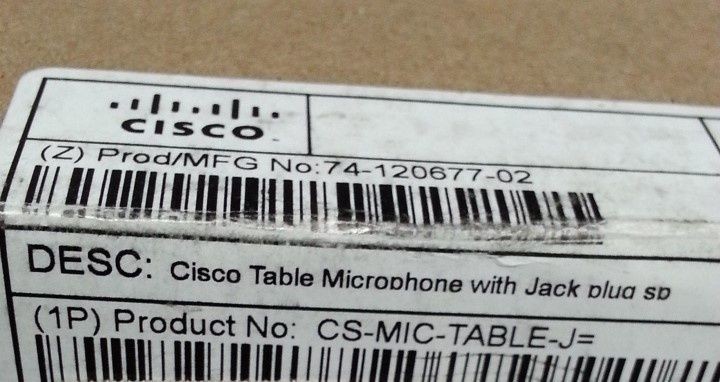 CISCO
(Z) Prod/MFG No:74-120677-02
DESC: Cisco Table Microphone with Jack plug sp
(1P) Product No: CS-MIC-TABLE-J=